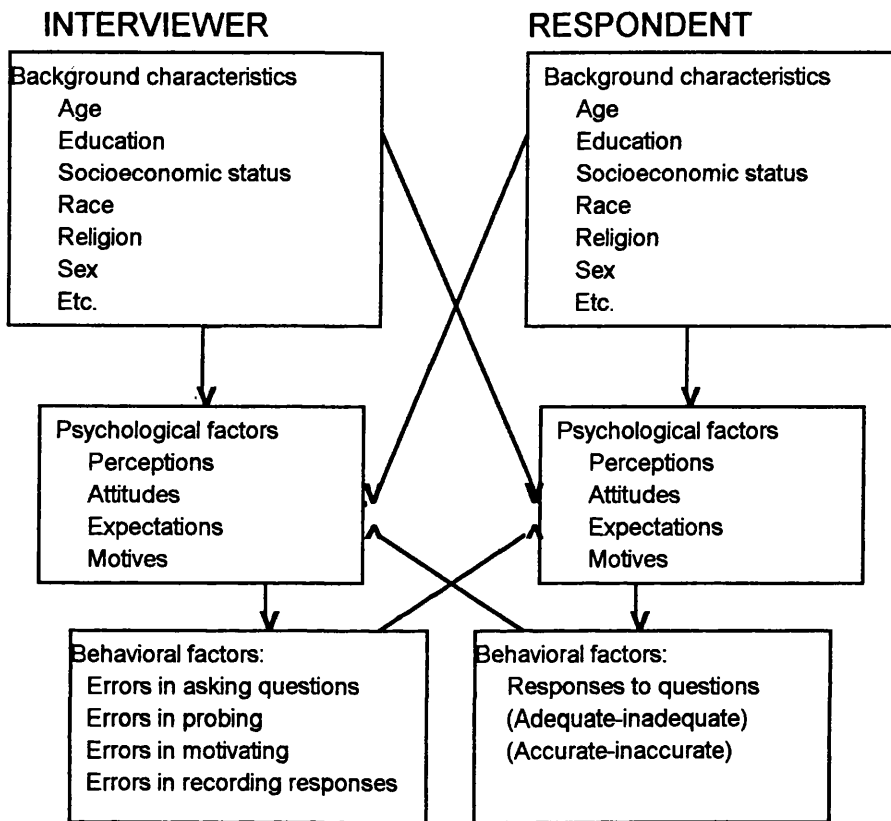 INTERVIEWER
Background characteristics
Age
Education
Socioeconomic status
Race
Religion
Sex
Etc.
RESPONDENT
Background characteristics
Age
Education
Socioeconomic status
Race
Religion
Sex
Etc.
Psychological factors
Perceptions
Attitudes
Expectations
Motives
Psychological factors
Perceptions
Attitudes
Expectations
Motives
Behavioral factors:
Errors in asking questions
Errors in probing
Errors in motivating
Errors in recording responses
Behavioral factors:
Responses to questions
(Adequate-inadequate)
(Accurate-inaccurate)